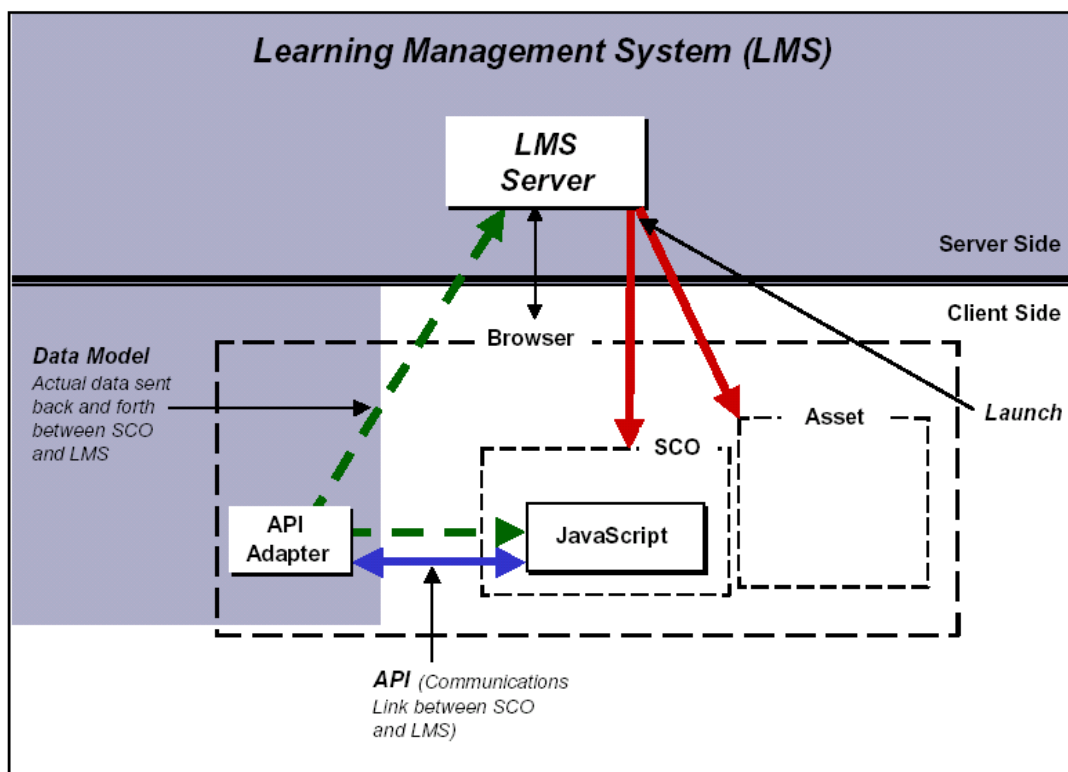 Learning Management System (LMS)
LMS
Server
Server Side
Client Side
Browser
Data Model
Actual data sent
back and forth
between SCO
and LMS
Launch
Asset
SCO
API
Adapter
JavaScript
API (Communications
Link between SCO
and LMS)